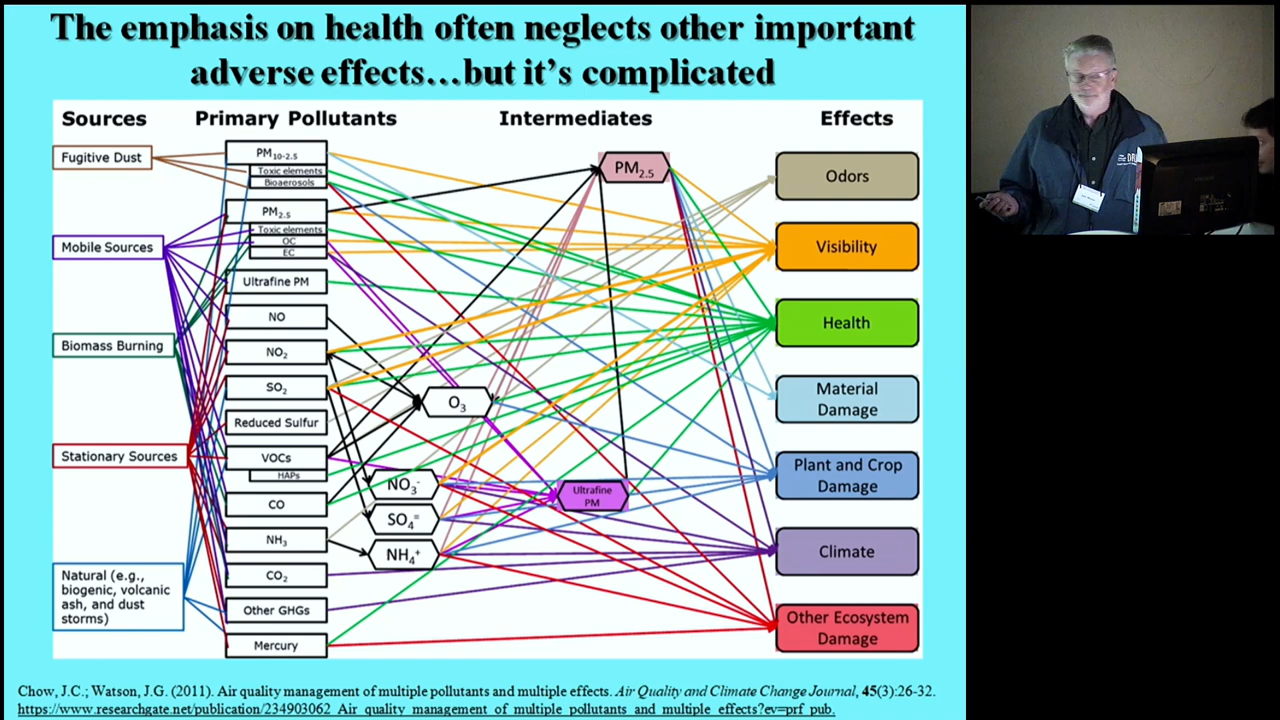 The emphasis on health often neglects other important
adverse effects…but it's complicated
Sources
Primary Pollutants
Intermediates
Effects
Fugitive Dust
Mobile Sources
Biomass Burning
Stationary Sources
Natural (e.g.,
biogenic, volcanic
ash, and dust
storms)
PM10-2.5
Toxic elements
Bioaerosols
PM2.5
Toxic elements
OC
EC
Ultrafine PM
NO
NO2
SO2
Reduced Sulfur
VOCs
HAPs
CO
NH3
CO2
Other GHGs
Mercury
PM2.5
O3
NO3-
SO4=
NH4+
Ultrafine
PM
Odors
Visibility
Health
Material
Damage
Plant and Crop
Damage
Climate
Other Ecosystem
Damage
Chow, J.C.; Watson, J.G. (2011). Air quality management of multiple pollutants and multiple effects. Air Quality and Climate Change Journal, 45(3):26-32.
https://www.researchgate.net/publication/234903062_Air_quality_management_of_multiple_pollutants_and_multiple_effects?ev=prf_pub.